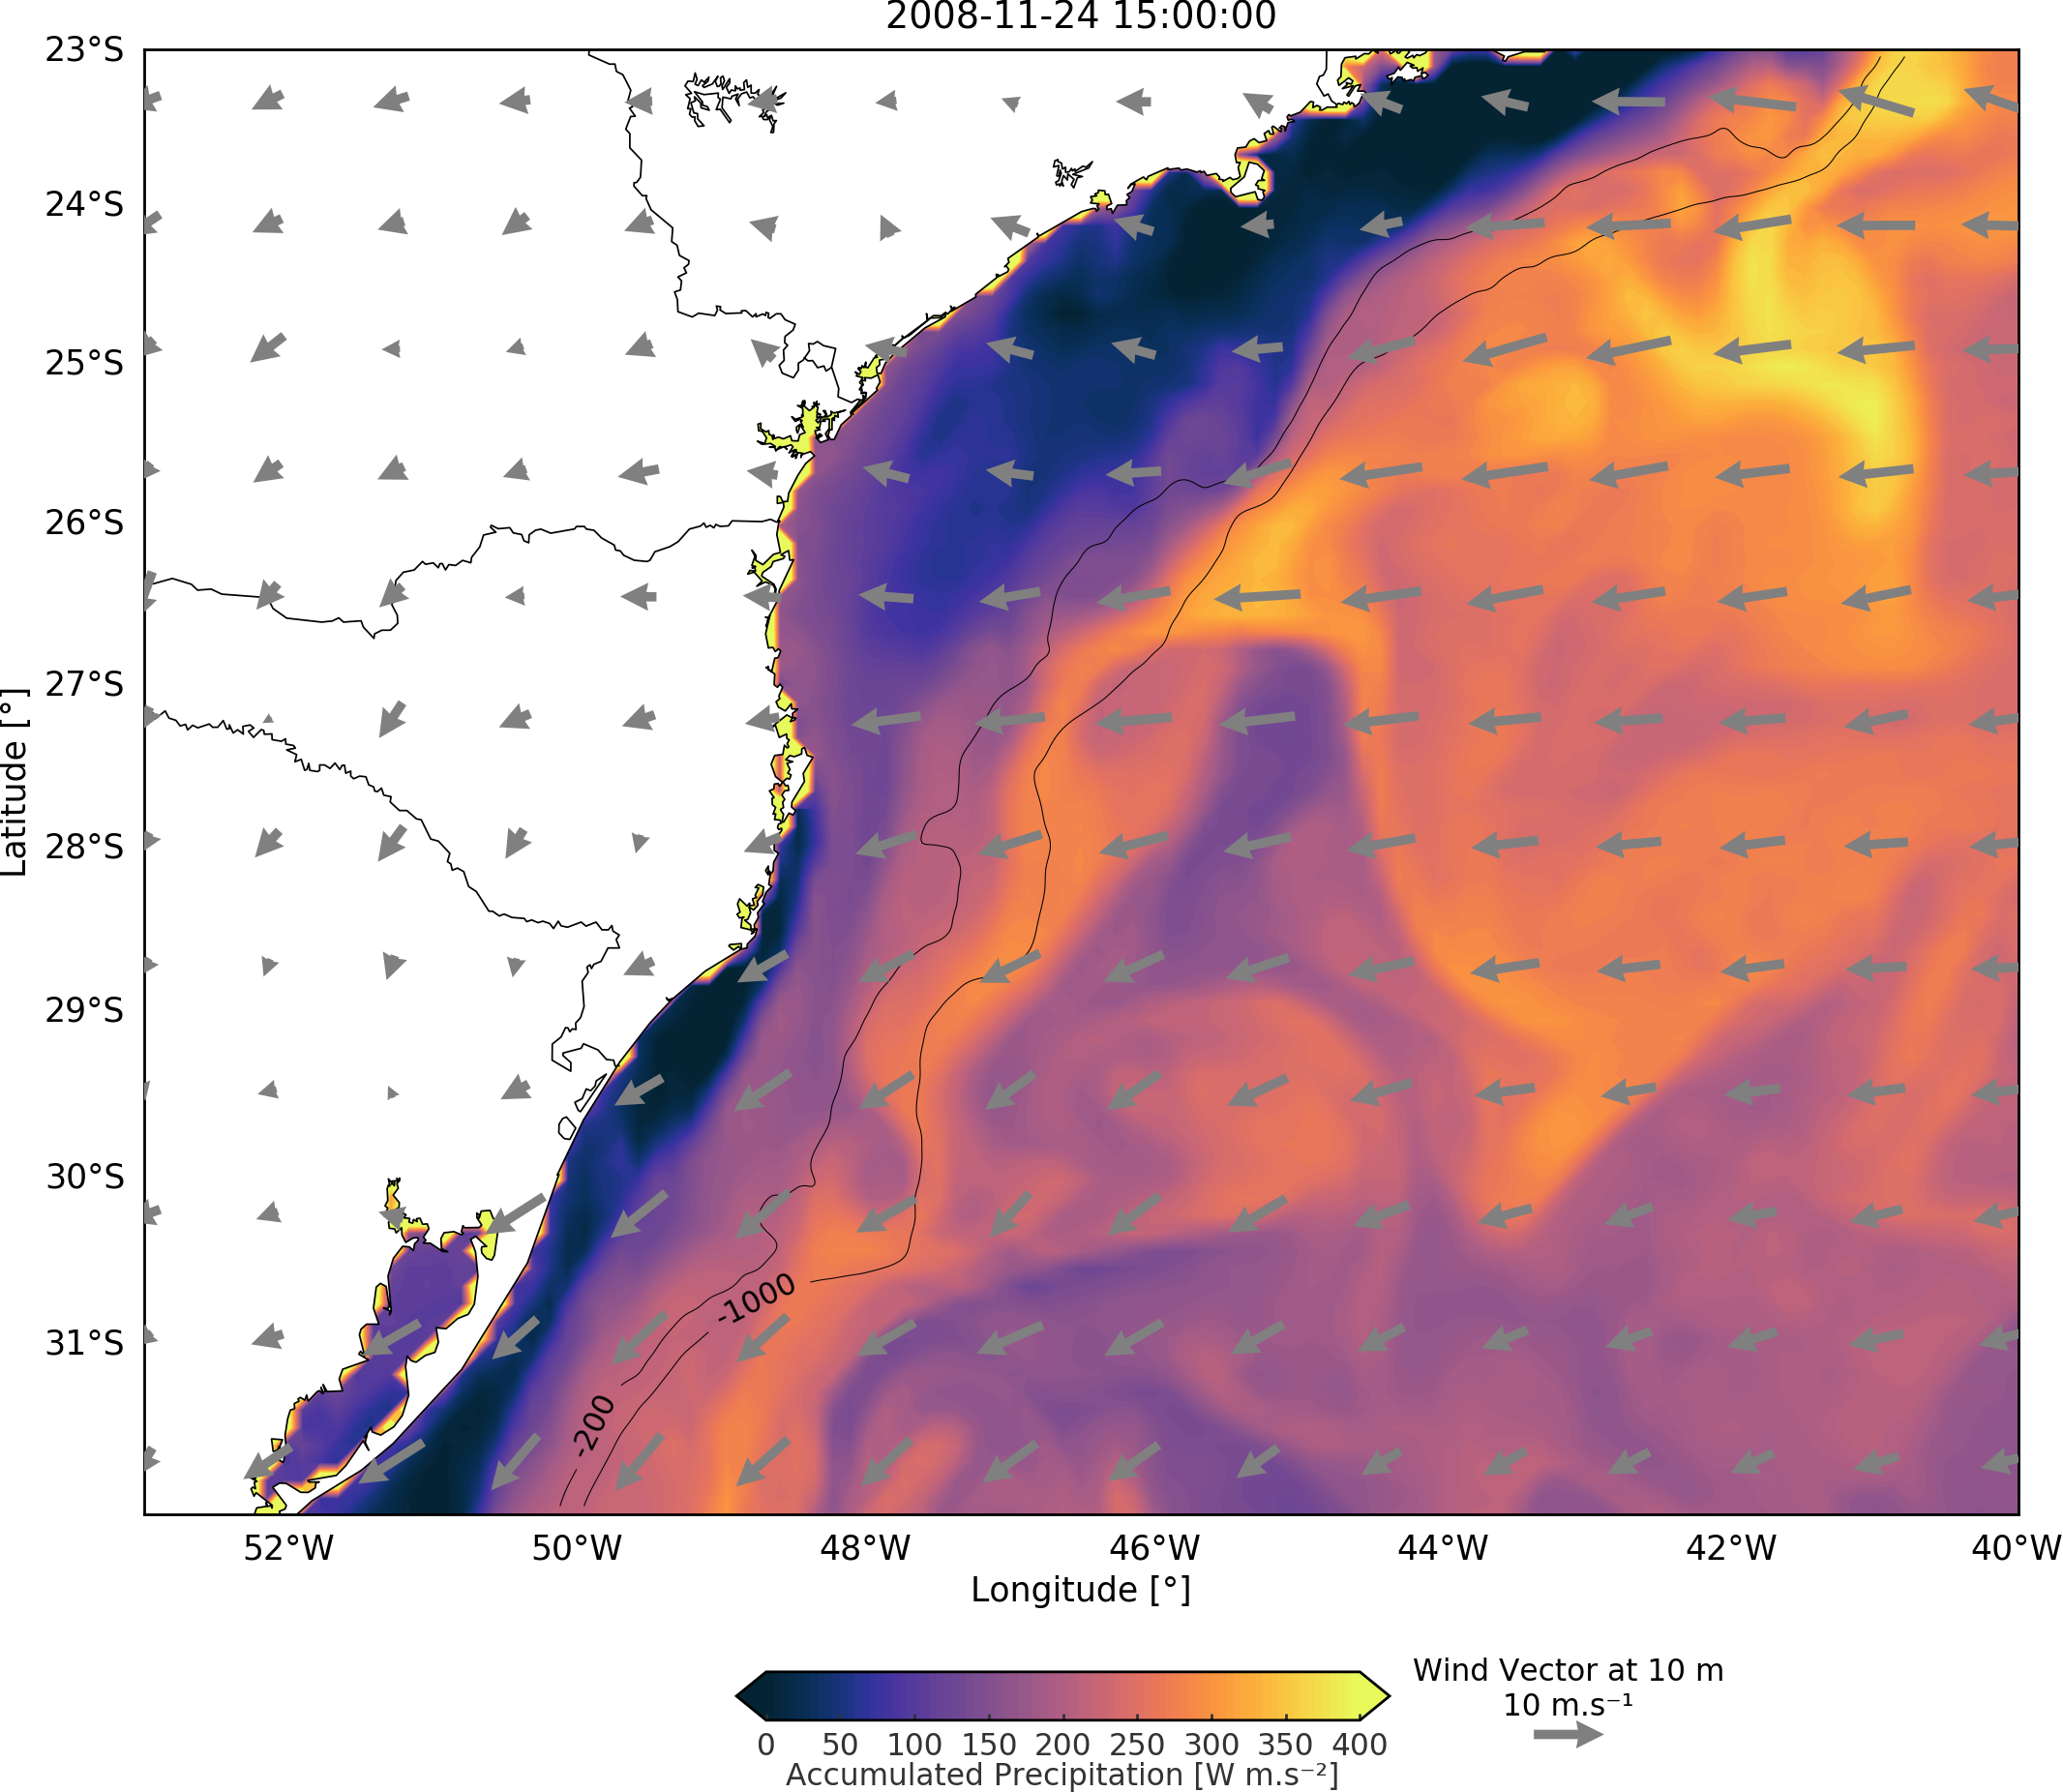 2008-11-24 15:00:00
23°S
24°S
25°S
26°S
27°S
28°S
29°S
30°S
31°S
Latitude [°]
-1000
-200
52°W 50°W 48°W 46°W 44°W 42°W 40°W
Longitude [°]
Wind Vector at 10 m
10 m.s⁻¹
0 50 100 150 200 250 300 350 400
Accumulated Precipitation [W m.s⁻²]